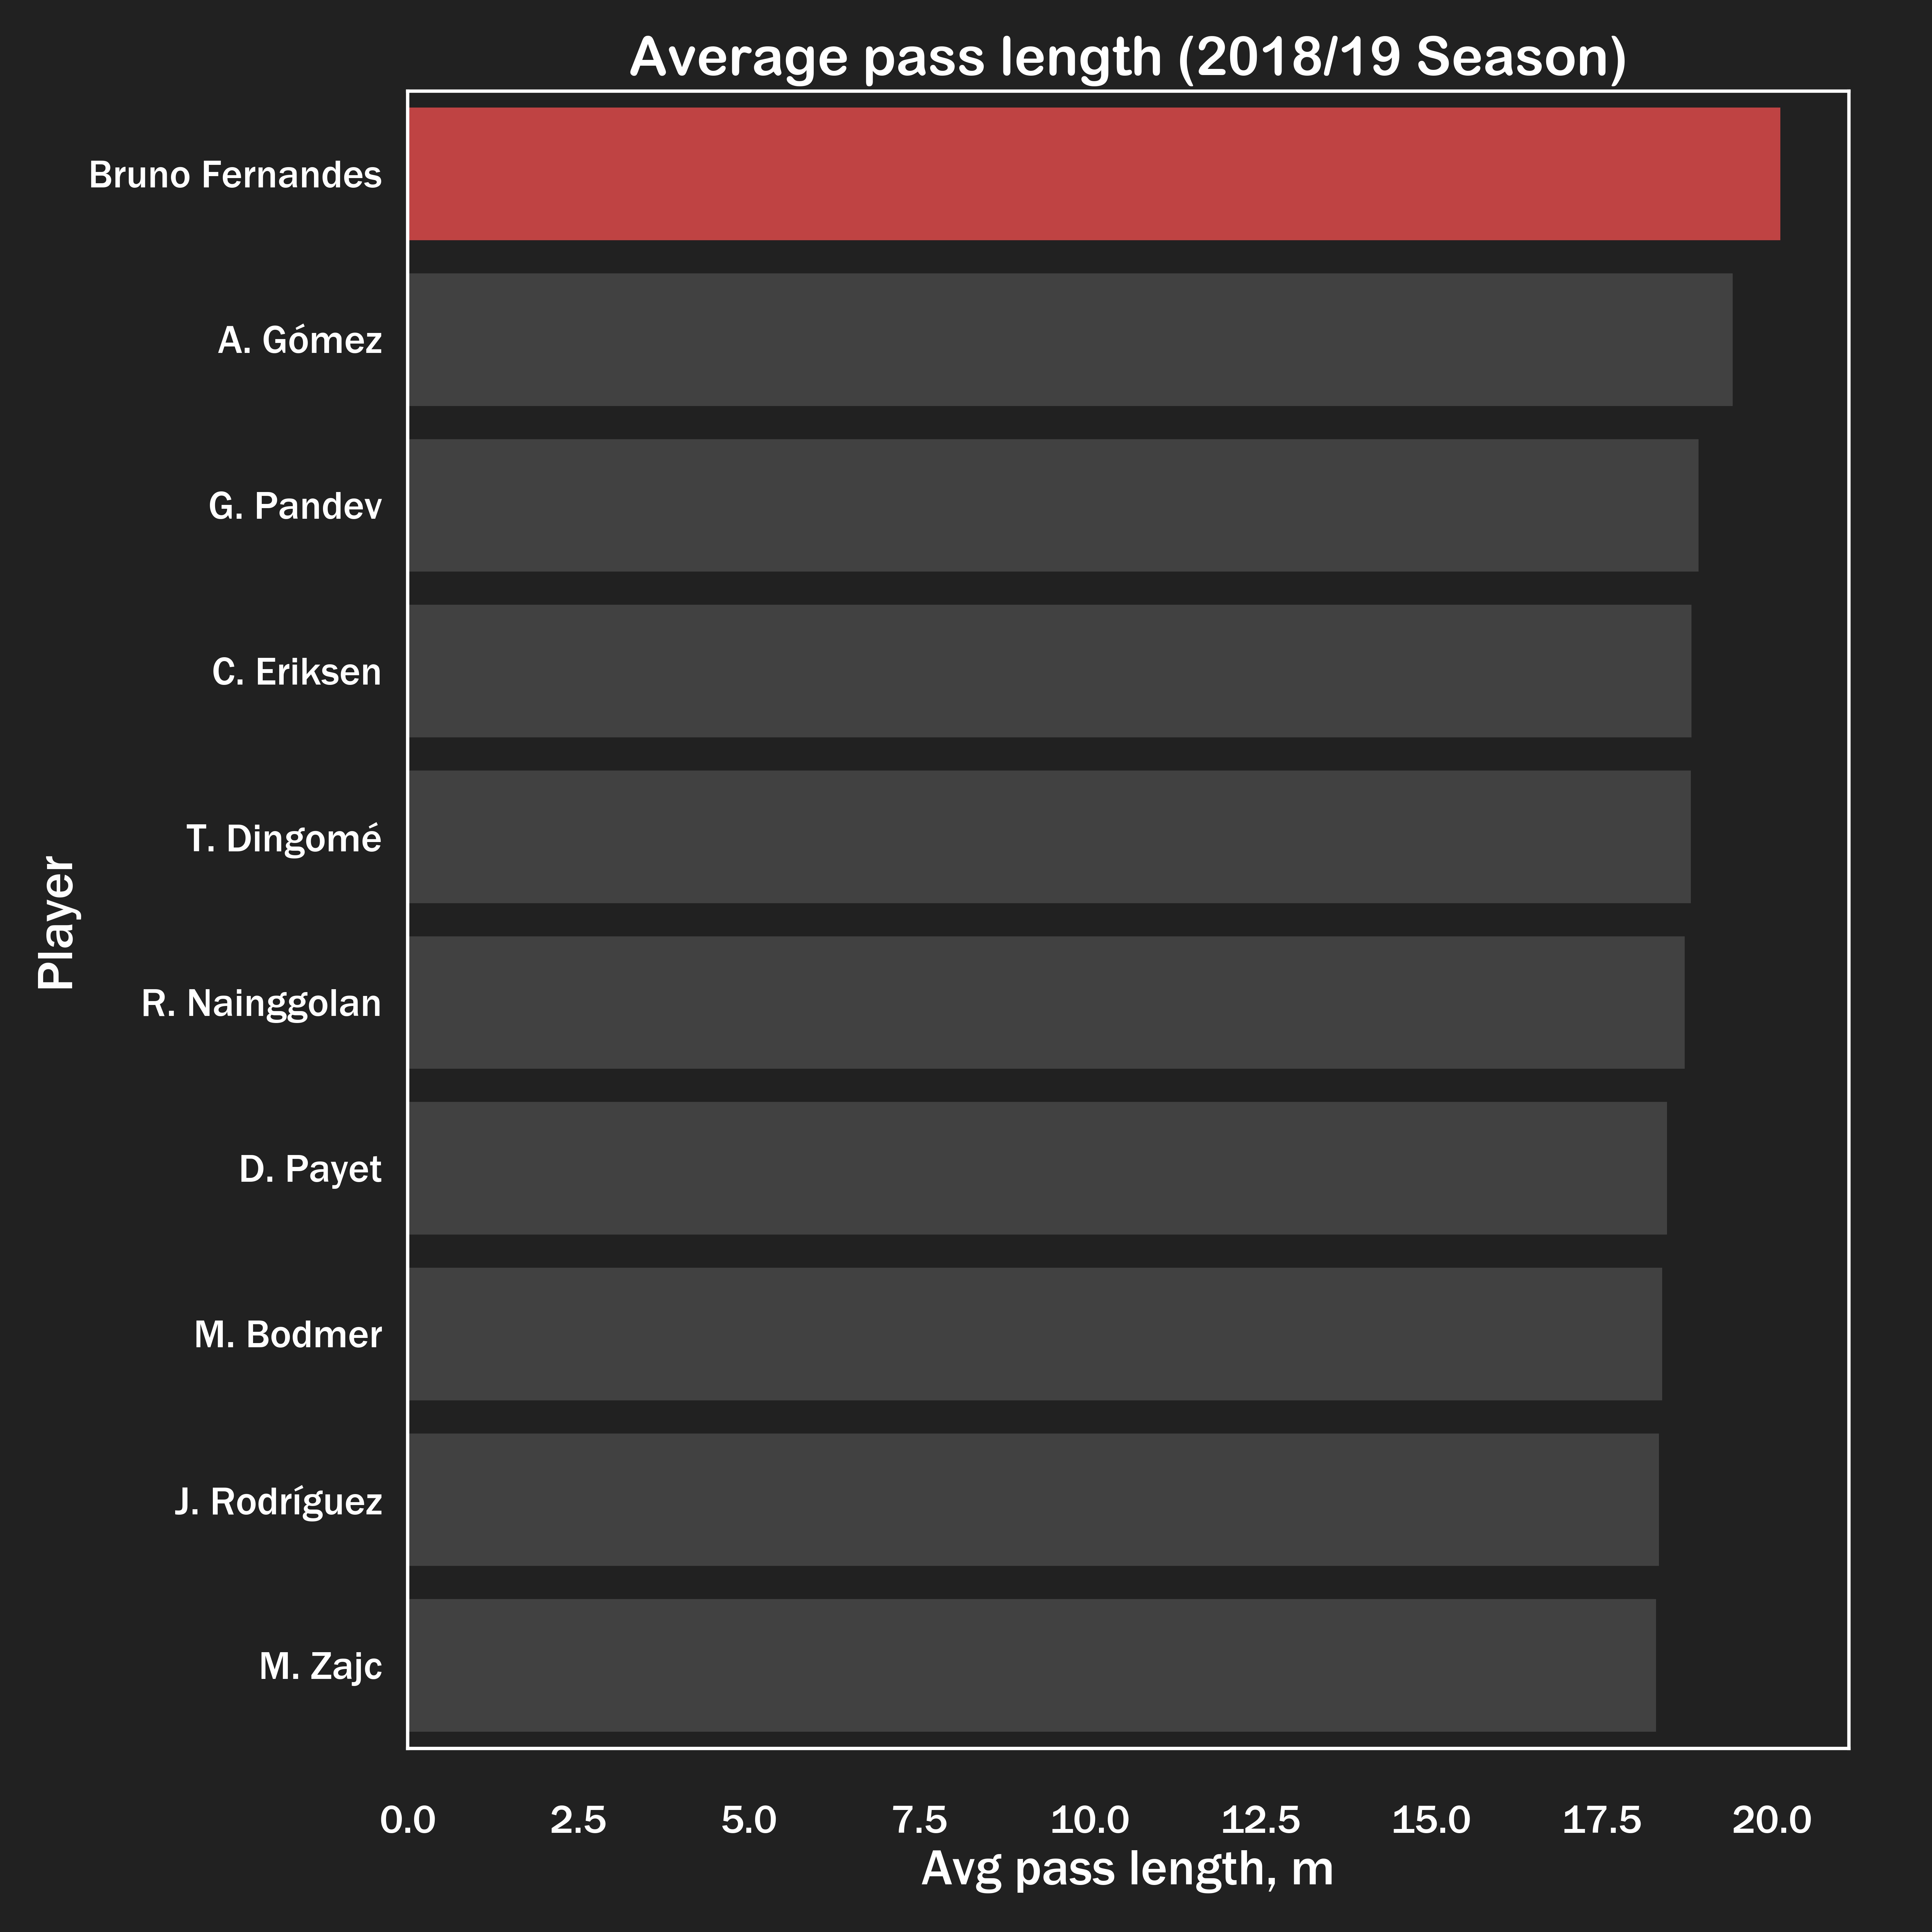 Average pass length (2018/19 Season)
Player
Bruno Fernandes
A. Gómez
G. Pandev
C. Eriksen
T. Dingomé
R. Nainggolan
D. Payet
M. Bodmer
J. Rodríguez
M. Zajc
0.0 2.5 5.0 7.5 10.0 12.5 15.0 17.5 20.0
Avg pass length, m